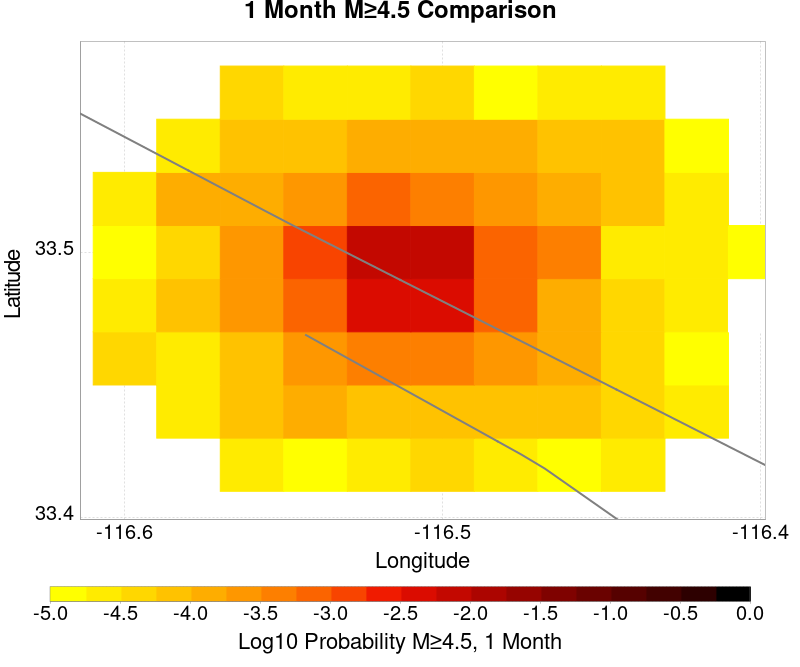 1 Month M≥4.5 Comparison
Latitude
33.5
33.4
-116.6 -116.5 -116.4
Longitude
-5.0 -4.5 -4.0 -3.5 -3.0 -2.5 -2.0 -1.5 -1.0 -0.5 0.0
Log10 Probability M≥4.5, 1 Month